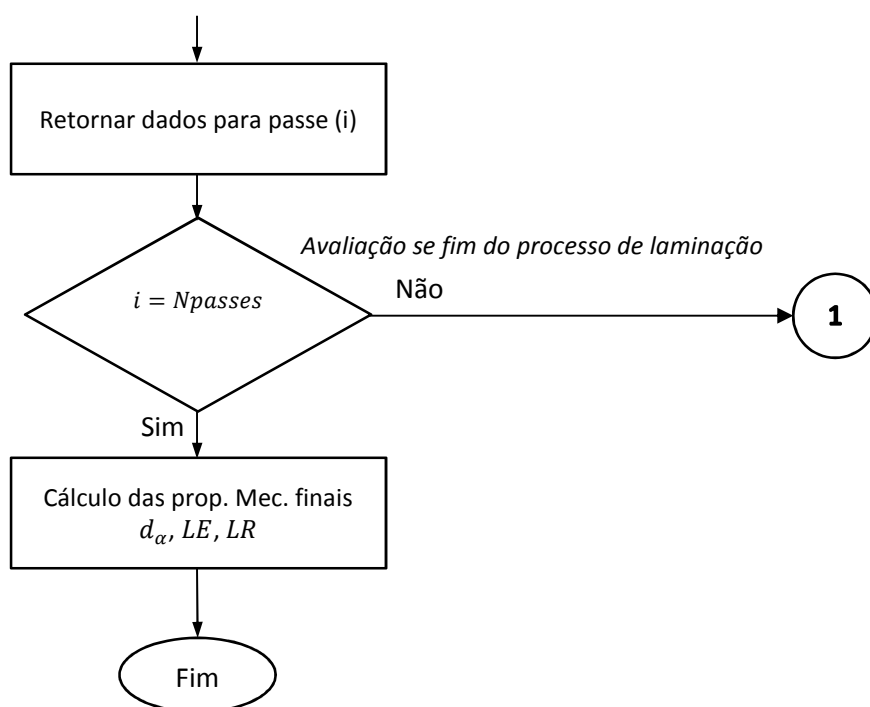 Retornar dados para passe (i)
Avaliação se fim do processo de laminação
i = Npasses
Não
1
Sim
Cálculo das prop. Mec. finais
dα, LE, LR
Fim